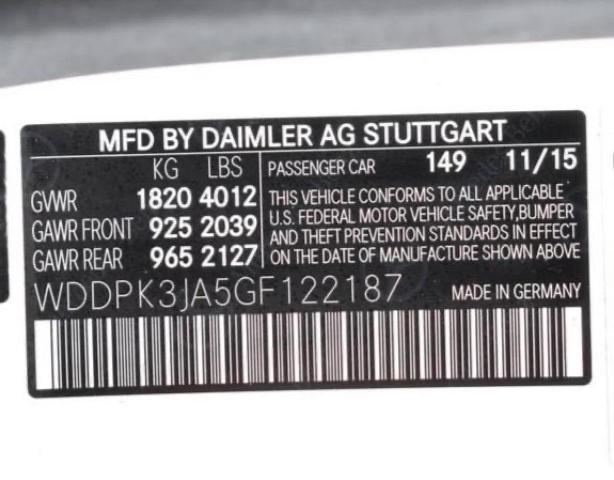 MFD BY DAIMLER AG STUTTGART
KG LBS
GVWR 1820 4012
GAWR FRONT 925 2039
GAWR REAR 965 2127
PASSENGER CAR 149 11/15
THIS VEHICLE CONFORMS TO ALL APPLICABLE
U.S. FEDERAL MOTOR VEHICLE SAFETY,BUMPER
AND THEFT PREVENTION STANDARDS IN EFFECT
ON THE DATE OF MANUFACTURE SHOWN ABOVE
WDDPK3JA5GF122187 MADE IN GERMANY